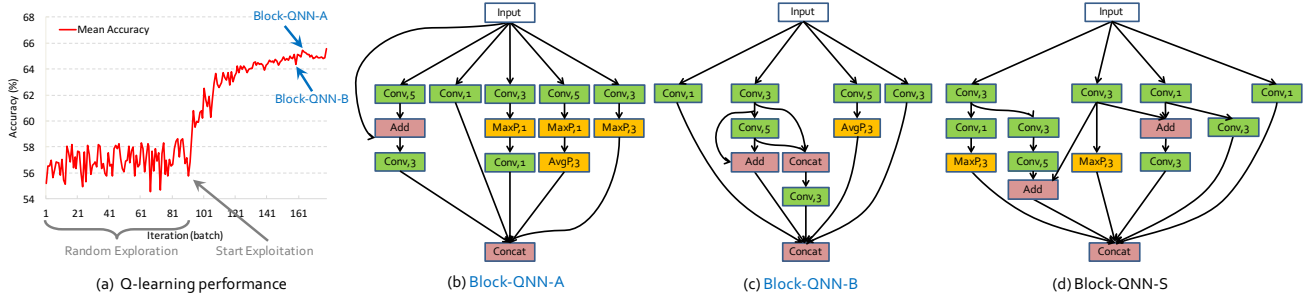 68
66
64
62
60
58
56
54
Accuracy (%)
Mean Accuracy
Block-QNN-A
Block-QNN-B
1 21 41 61 81 101 121 141 161
Iteration (batch)
Random Exploration
Start Exploitation
(a) Q-learning performance
Input
Conv,5 Conv,1 Conv,3 Conv,5 Conv,3
Add MaxP,1 MaxP,1 MaxP,3
Conv,3 Conv,1 AvgP,3
Concat
(b) Block-QNN-A
Input
Conv,1 Conv,3 Conv,5 Conv,3
Conv,5 AvgP,3
Add Concat
Conv,3
Concat
(c) Block-QNN-B
Input
Conv,3 Conv,3 Conv,1 Conv,1
Conv,1 Conv,3 Add Conv,3
MaxP,3 Conv,5 MaxP,3 Conv,3
Add
Concat
(d) Block-QNN-S